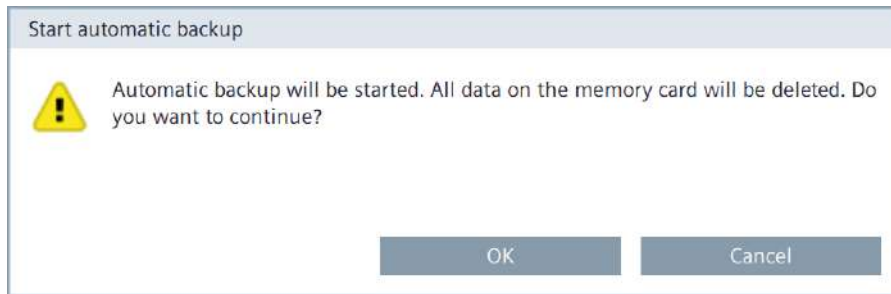 Start automatic backup
Automatic backup will be started. All data on the memory card will be deleted. Do
you want to continue?
OK
Cancel